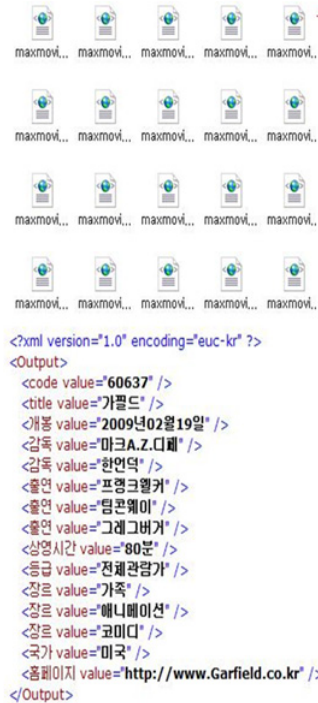 maxmovi... maxmovi... maxmovi... maxmovi... maxmovi...
maxmovi... maxmovi... maxmovi... maxmovi... maxmovi...
maxmovi... maxmovi... maxmovi... maxmovi... maxmovi...
maxmovi... maxmovi... maxmovi... maxmovi... maxmovi...
<?xml version="1.0" encoding="euc-kr" ?>
<Output>
<code value="60637" />
<title value="가필드" />
<개봉 value="2009년02월19일" />
<감독 value="마크A.Z.디페" />
<감독 value="한언덕" />
<출연 value="프랭크웰커" />
<출연 value="팀콘웨이" />
<출연 value="그레그버거" />
<상영시간 value="80분" />
<등급 value="전체관람가" />
<장르 value="가족" />
<장르 value="애니메이션" />
<장르 value="코미디" />
<국가 value="미국" />
<홈페이지 value="http://www.Garfield.co.kr" />
</Output>